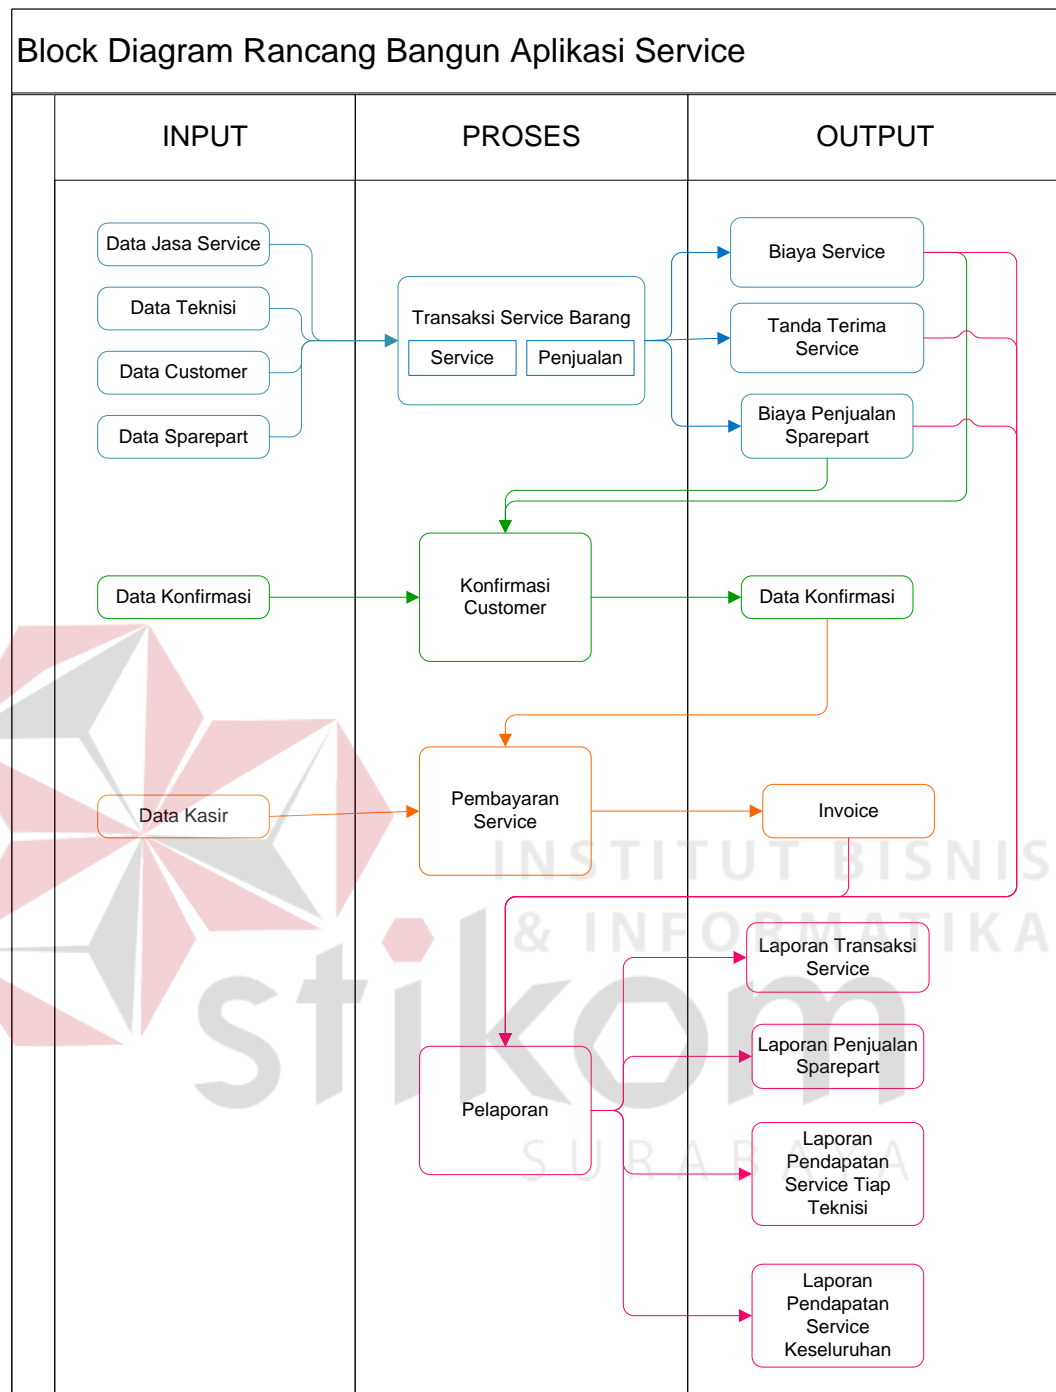 Block Diagram Rancang Bangun Aplikasi Service
INPUT
PROSES
OUTPUT
Data Jasa Service
Data Teknisi
Data Customer
Data Sparepart
Transaksi Service Barang
Service
Penjualan
Biaya Service
Tanda Terima
Service
Biaya Penjualan
Sparepart
Data Konfirmasi
Konfirmasi
Customer
Data Konfirmasi
Data Kasir
Pembayaran
Service
Invoice
INSTITUT BISNIS
& INFORMATIKA
stikom
SURABAYA
Pelaporan
Laporan Transaksi
Service
Laporan Penjualan
Sparepart
Laporan
Pendapatan
Service Tiap
Teknisi
Laporan
Pendapatan
Service
Keseluruhan